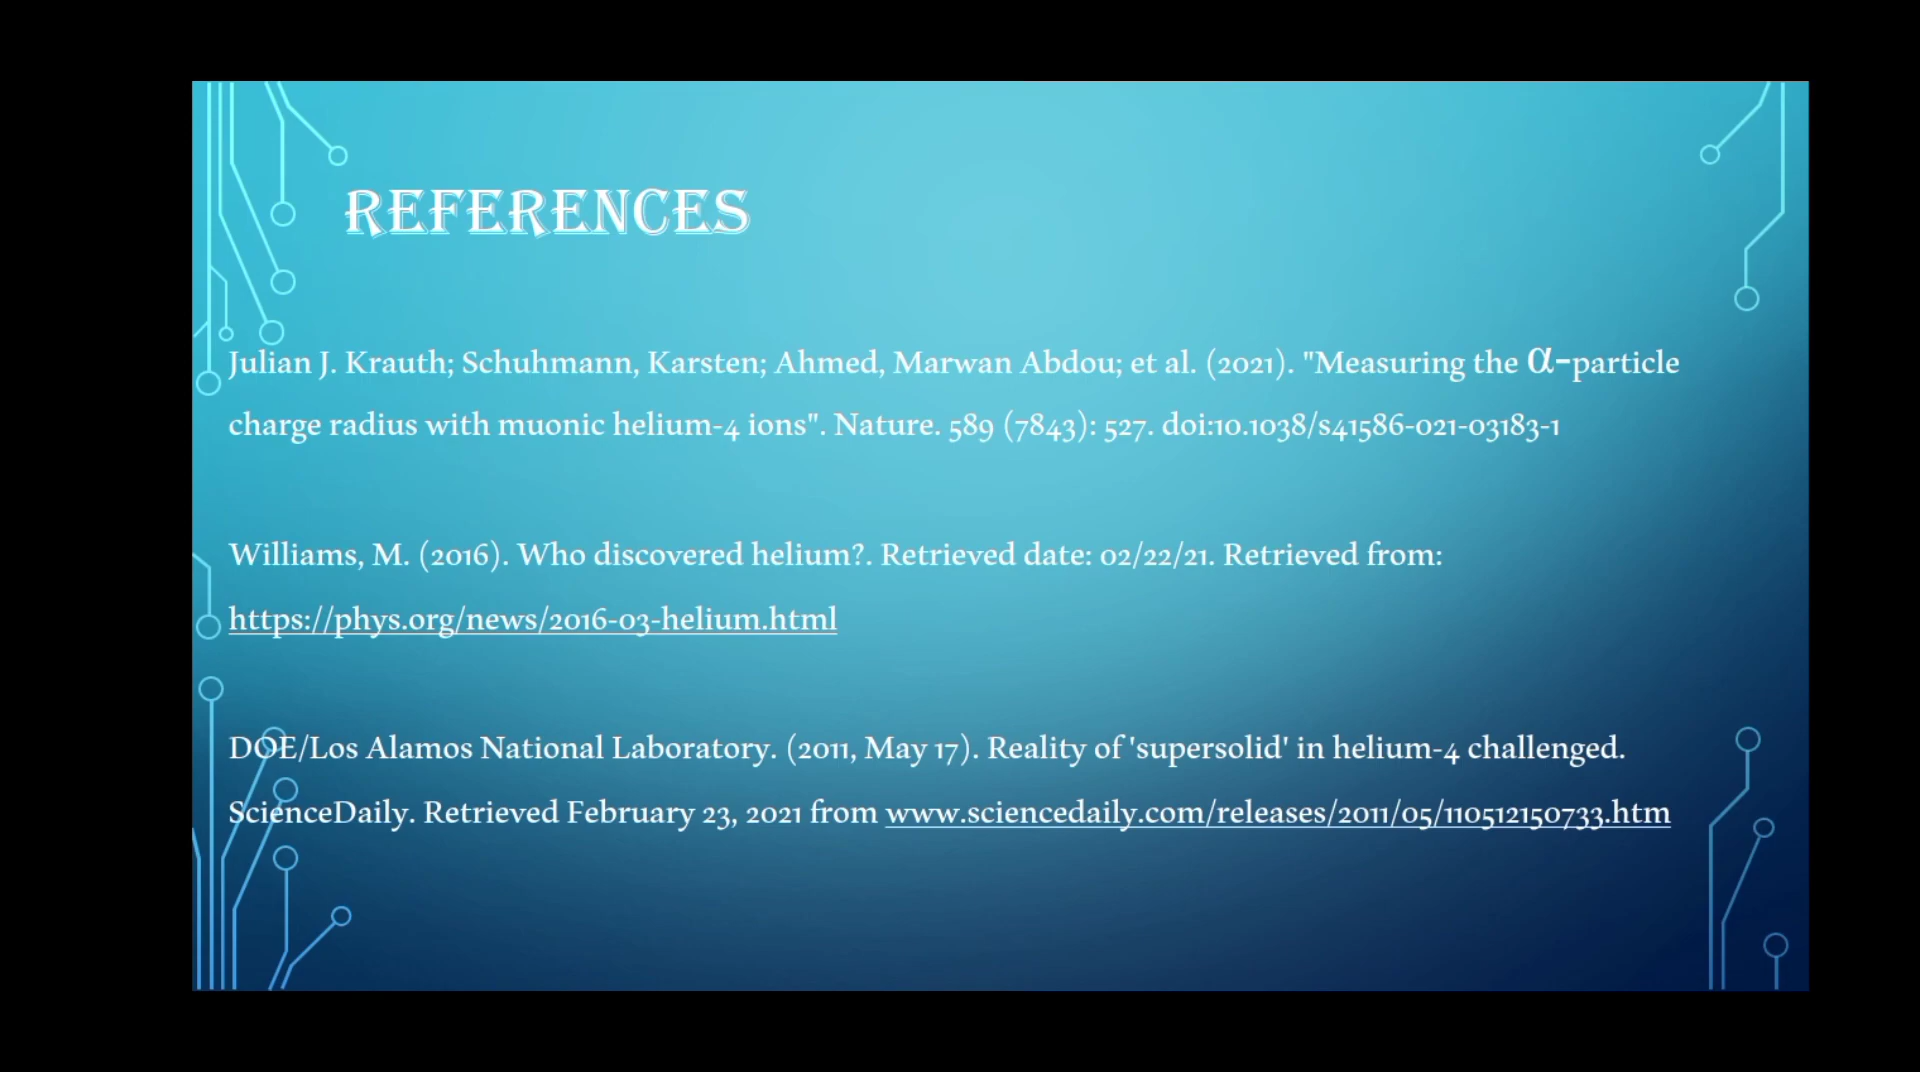 REFERENCES
Julian J. Krauth; Schuhmann, Karsten; Ahmed, Marwan Abdou; et al. (2021). "Measuring the α-particle
charge radius with muonic helium-4 ions". Nature. 589 (7843): 527. doi:10.1038/s41586-021-03183-1
Williams, M. (2016). Who discovered helium?. Retrieved date: 02/22/21. Retrieved from:
https://phys.org/news/2016-03-helium.html
DOE/Los Alamos National Laboratory. (2011, May 17). Reality of 'supersolid' in helium-4 challenged.
ScienceDaily. Retrieved February 23, 2021 from www.sciencedaily.com/releases/2011/05/110512150733.htm